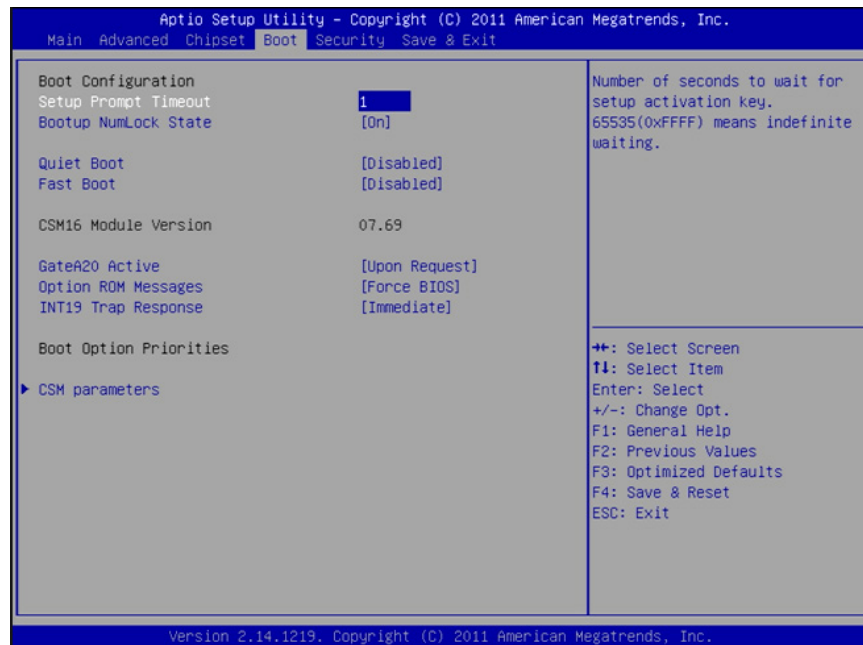 Aptio Setup Utility – Copyright (C) 2011 American Megatrends, Inc.
Main Advanced Chipset Boot Security Save & Exit
Boot Configuration
Setup Prompt Timeout 1
Bootup NumLock State [On]
Quiet Boot [Disabled]
Fast Boot [Disabled]
CSM16 Module Version 07.69
GateA20 Active [Upon Request]
Option ROM Messages [Force BIOS]
INT19 Trap Response [Immediate]
Boot Option Priorities
CSM parameters
Number of seconds to wait for
setup activation key.
65535(0xFFFF) means indefinite
waiting.
→←: Select Screen
↑↓: Select Item
Enter: Select
+/-: Change Opt.
F1: General Help
F2: Previous Values
F3: Optimized Defaults
F4: Save & Reset
ESC: Exit
Version 2.14.1219. Copyright (C) 2011 American Megatrends, Inc.